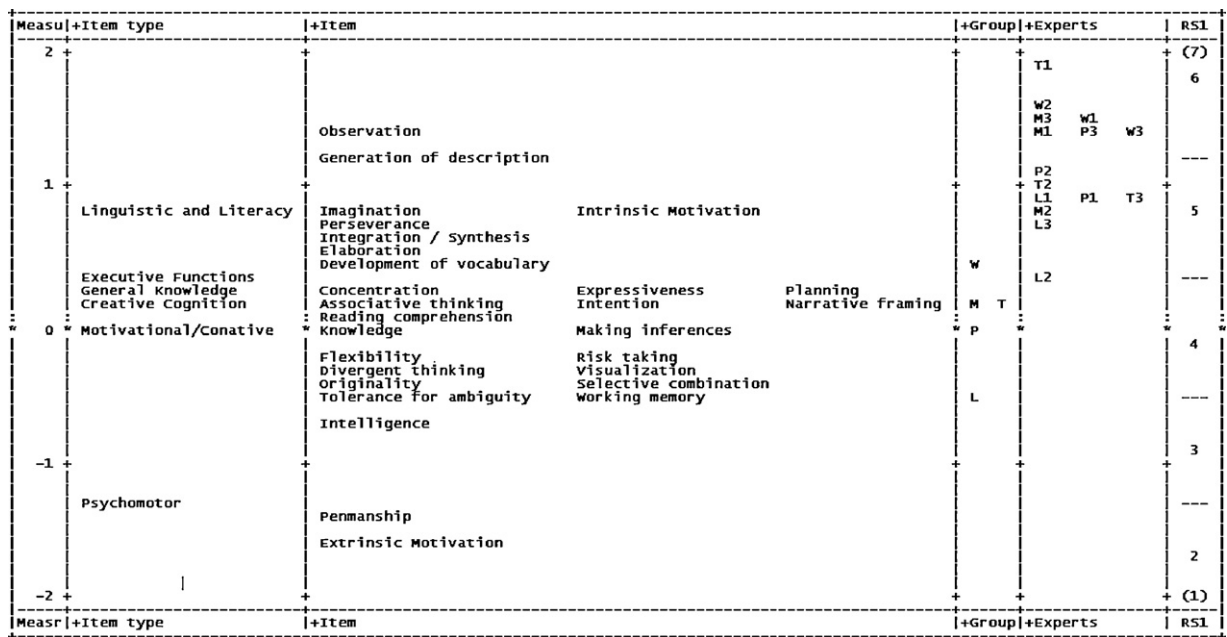 Measu +Item type +Item +Group +Experts RS1
2 + + + + + (7)
T1
6
W2
M3 W1
Observation M1 P3 W3
Generation of description ---
P2
1 + + + + T2 +
Linguistic and Literacy Imagination Intrinsic Motivation L1 P1 T3 5
Perseverance M2
Integration / Synthesis L3
Elaboration
Development of vocabulary W
Executive Functions L2 ---
General Knowledge Concentration Expressiveness Planning
Creative Cognition Associative thinking Intention Narrative framing M T
Reading comprehension
* 0 * Motivational/Conative * Knowledge Making inferences * P * * *
4
Flexibility Risk taking
Divergent thinking Visualization
Originality Selective combination
Tolerance for ambiguity Working memory L ---
Intelligence
3
-1 + + + + +
Psychomotor ---
Penmanship
Extrinsic Motivation
2
-2 + + + + + (1)
Measr +Item type +Item +Group +Experts RS1